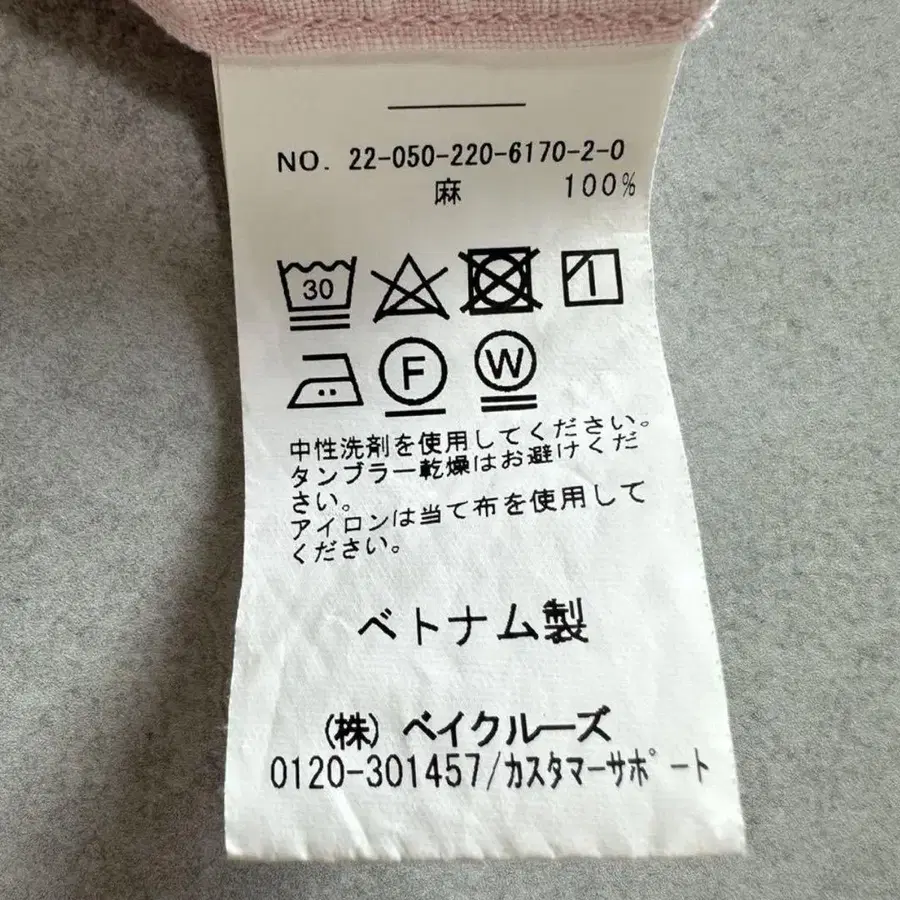 NO. 22-050-220-6170-2-0
麻 100%
30
F W
中性洗剤を使用してください。
タンブラー乾燥はお避けくだ
さい。
アイロンは当て布を使用して
ください。
ベトナム製
(株) ベイクルーズ
0120-301457/カスタマーサポート